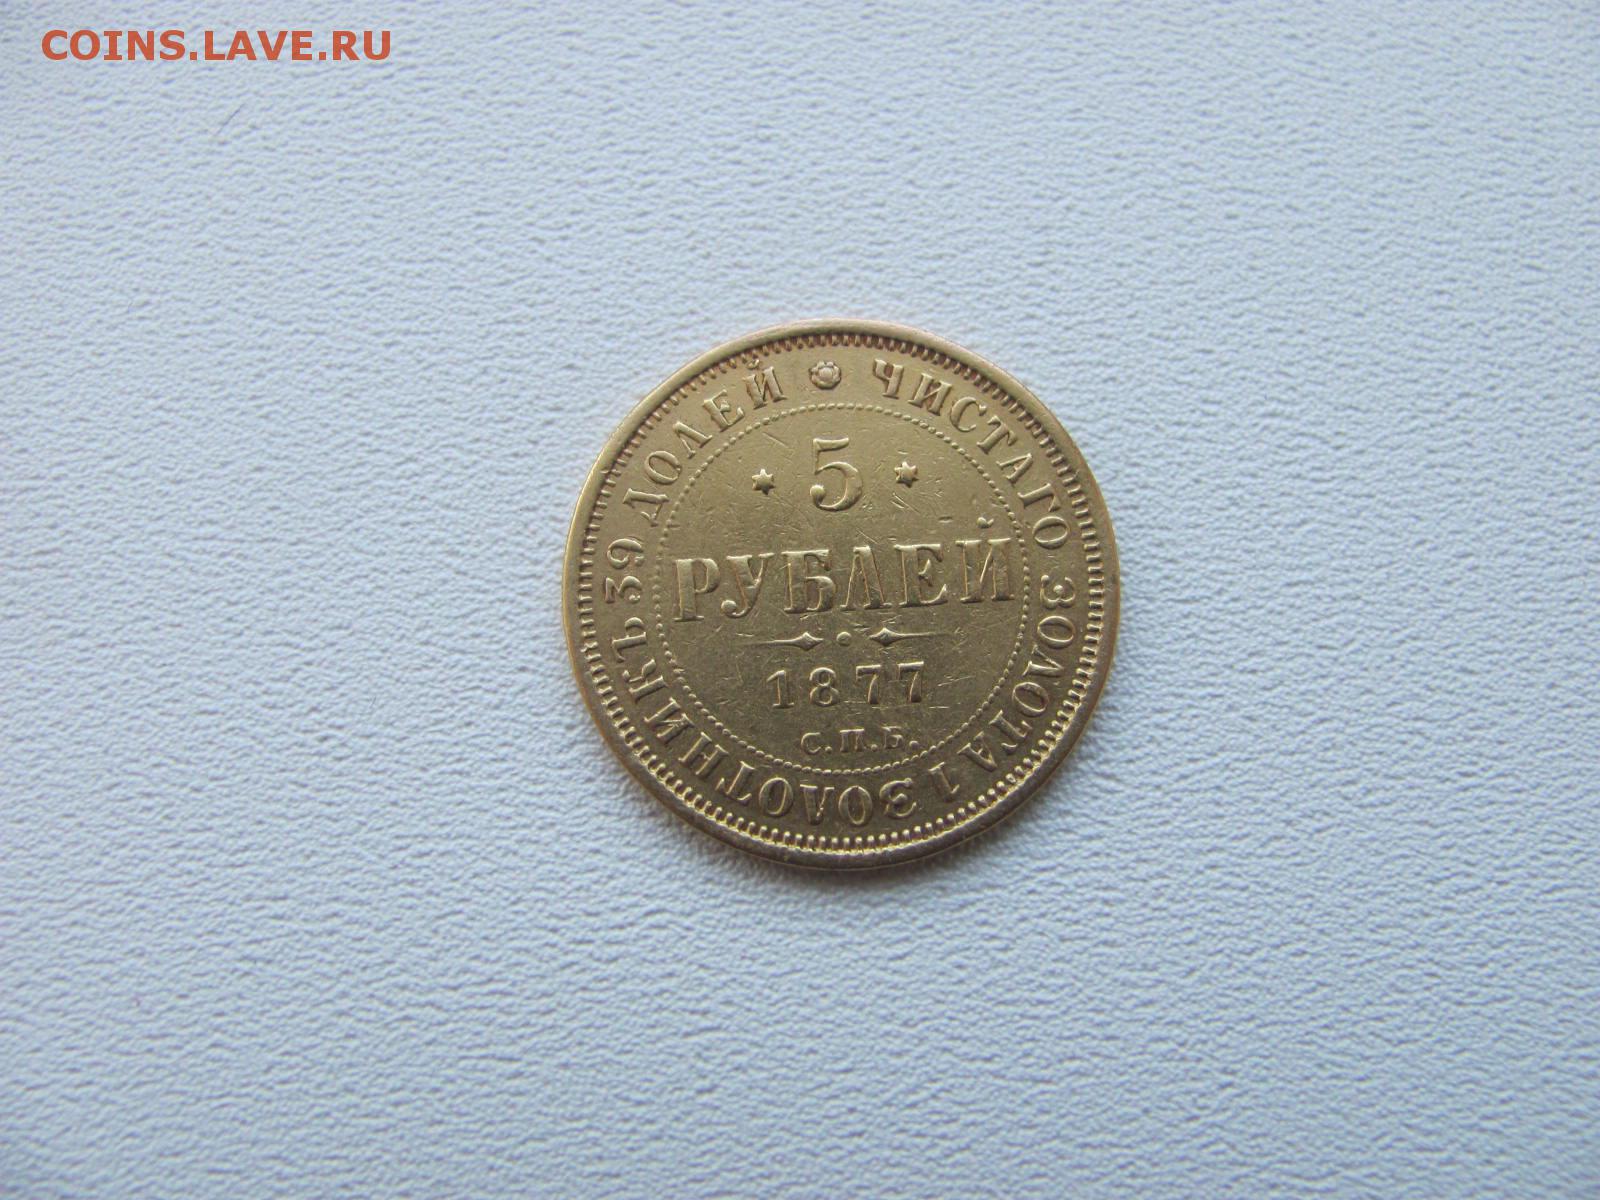 COINS.LAVE.RU
ЧИСТАГО ЗОЛОТА 1 ЗОЛОТНИКЪ 39 ДОЛЕЙ
5
РУБЛЕЙ
1877
С.П.Б.